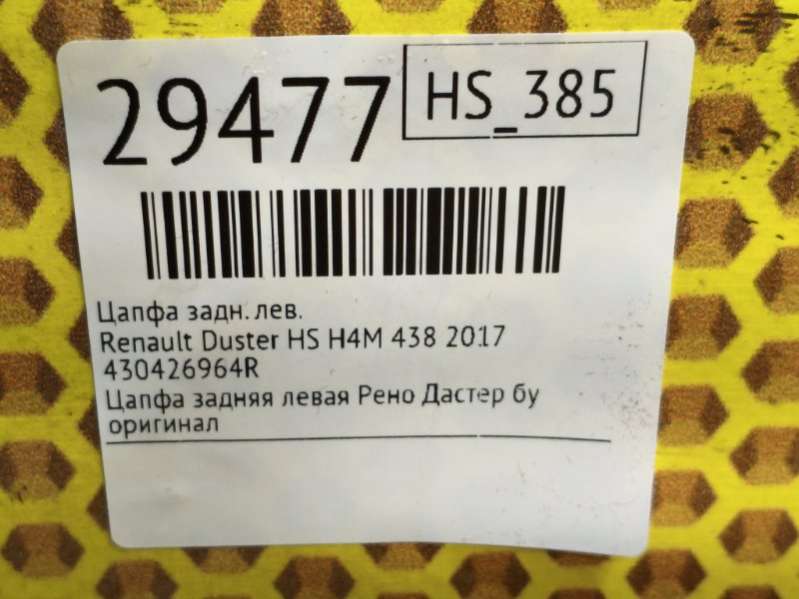 29477
HS_385
Цапфа задн. лев.
Renault Duster HS H4M 438 2017
430426964R
Цапфа задняя левая Рено Дастер бу
оригинал